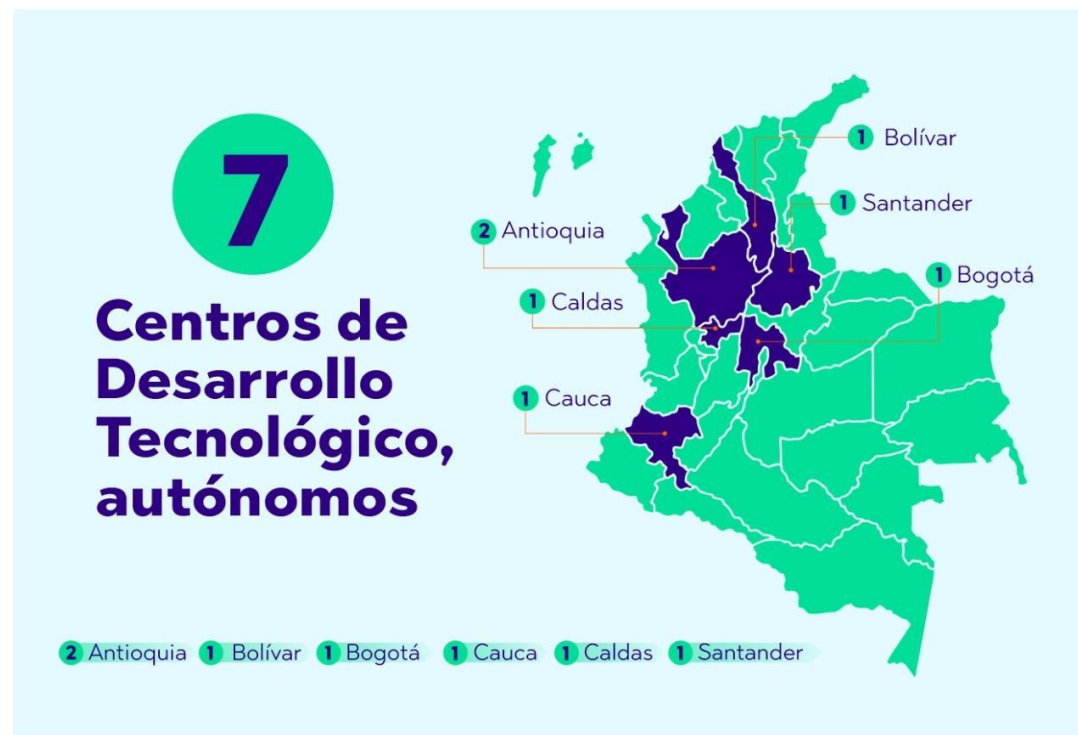 7
Centros de
Desarrollo
Tecnológico,
autónomos
1 Bolívar
1 Santander
2 Antioquia
1 Bogotá
1 Caldas
1 Cauca
2 Antioquia 1 Bolívar 1 Bogotá 1 Cauca 1 Caldas 1 Santander